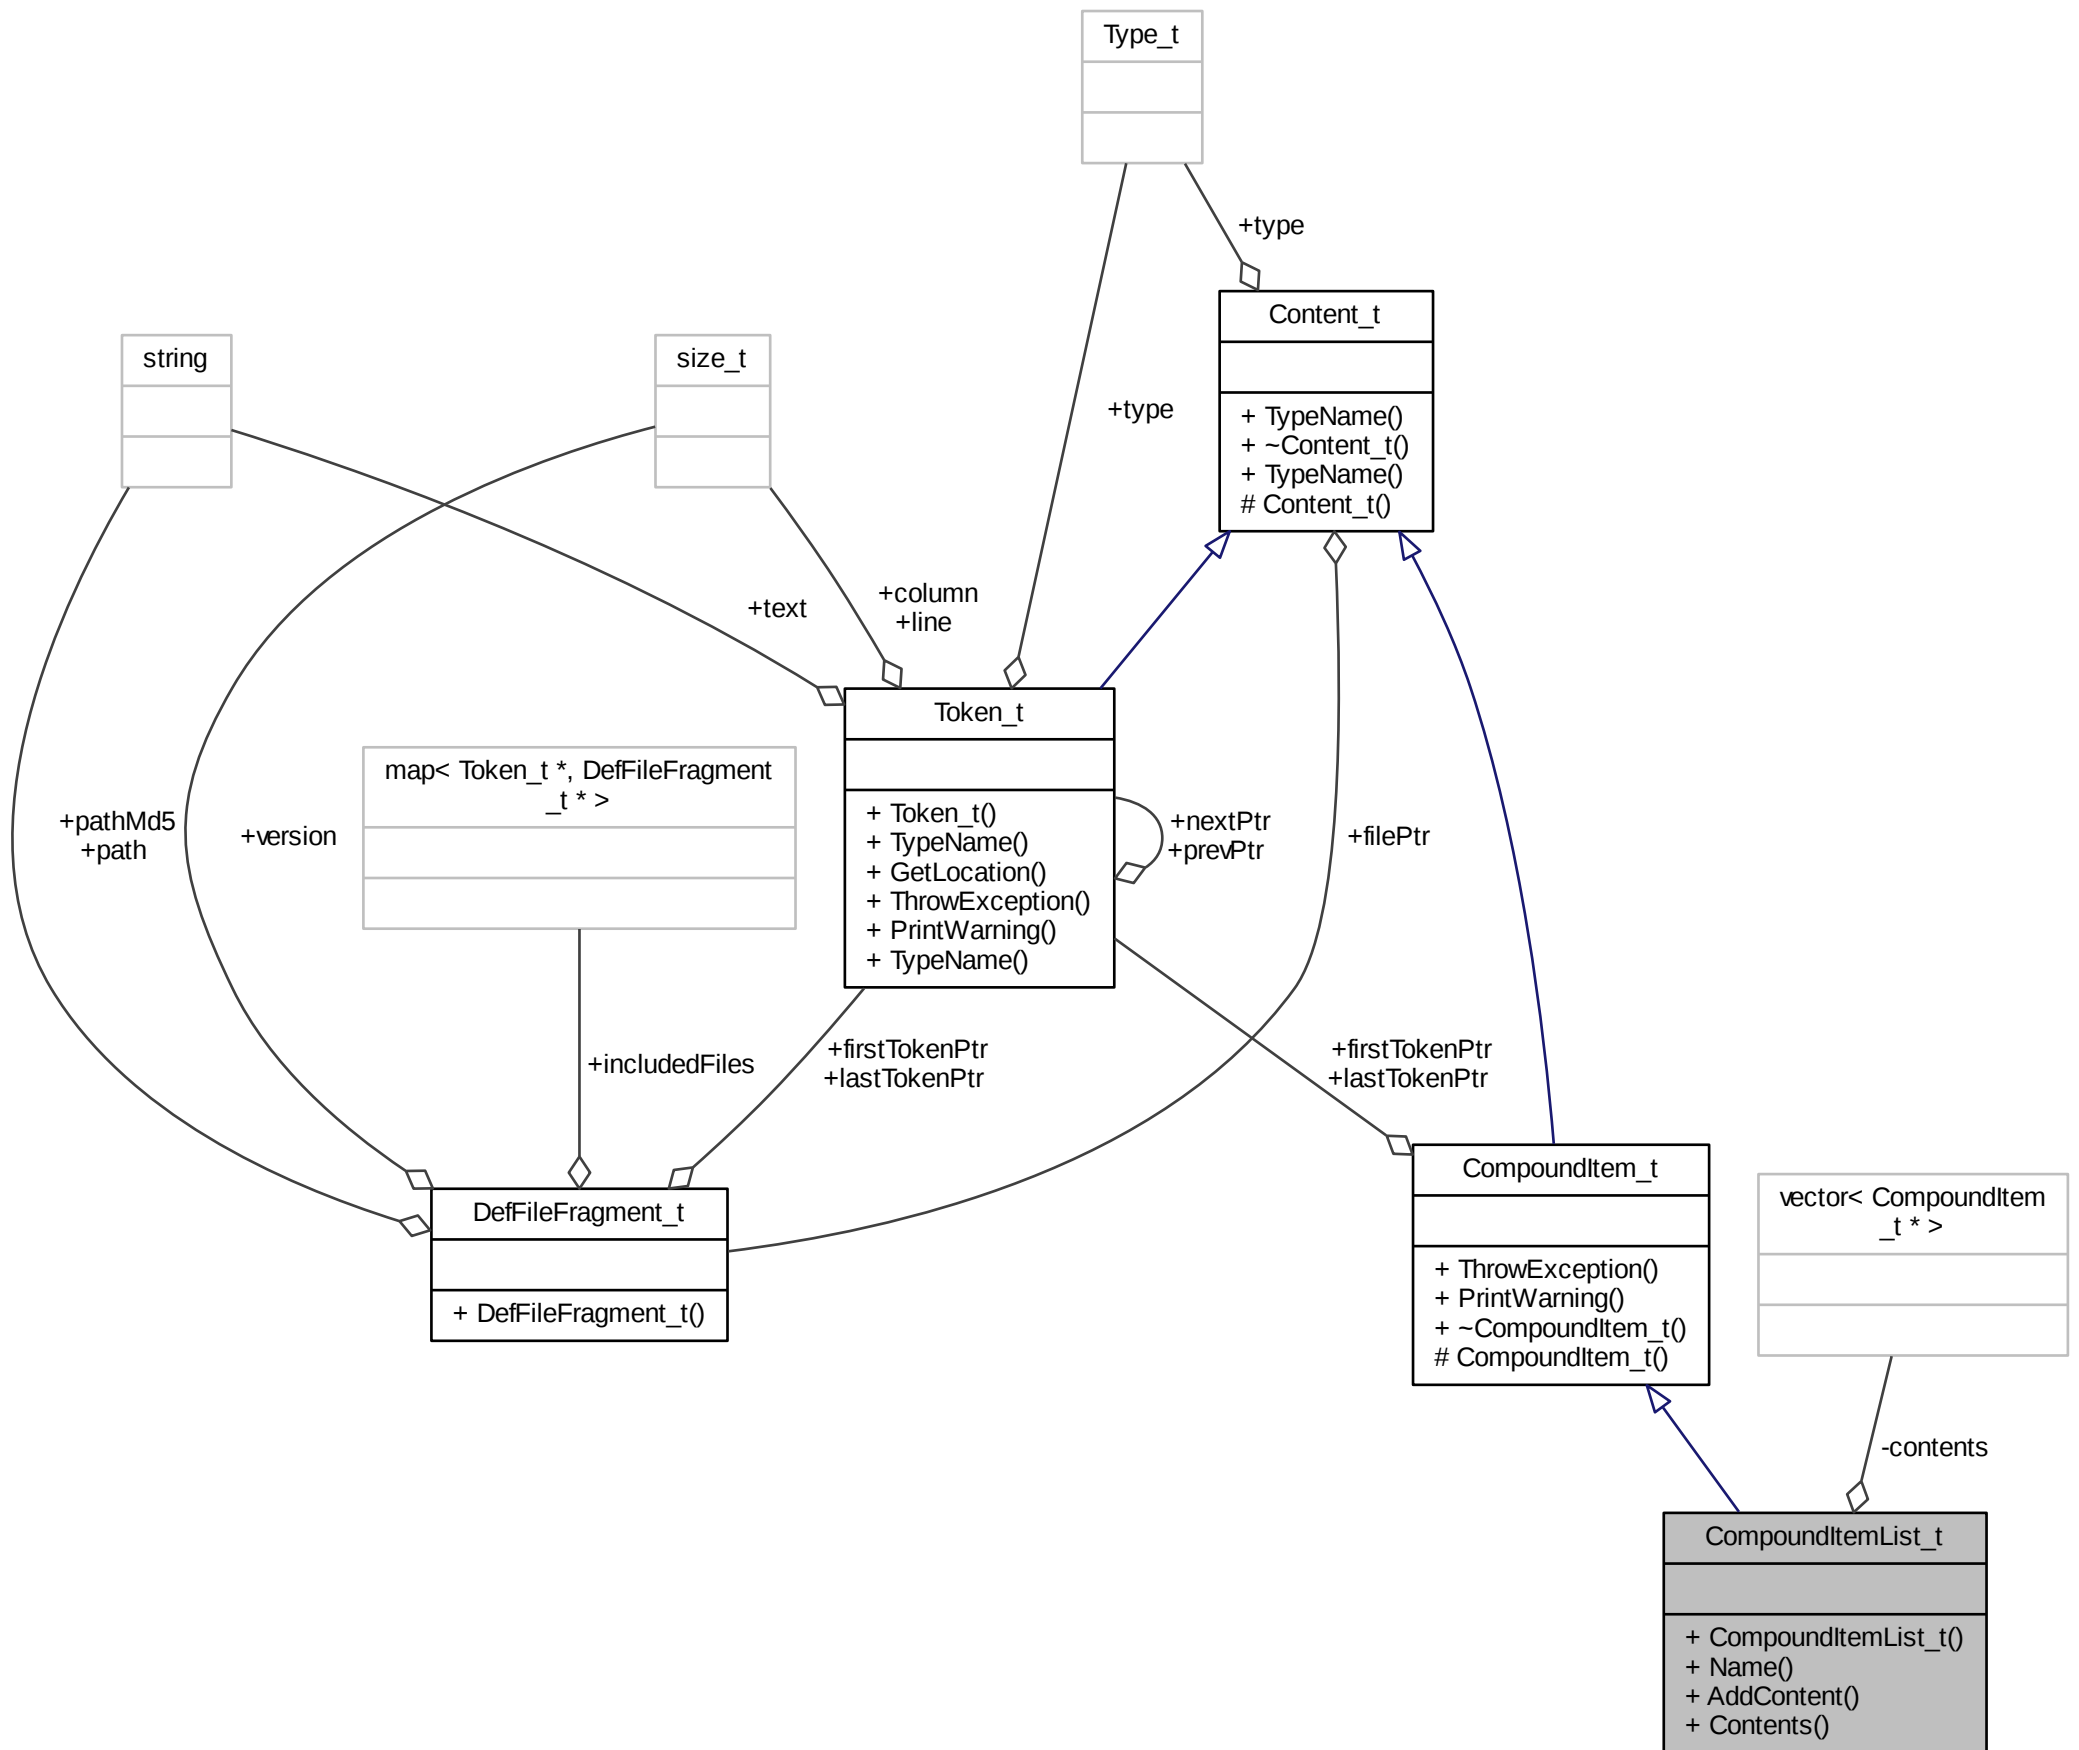 Type_t
+type
Content_t
+ TypeName()
+ ~Content_t()
+ TypeName()
# Content_t()
string
size_t
+type
+column
+line
+text
Token_t
+ Token_t()
+ TypeName()
+ GetLocation()
+ ThrowException()
+ PrintWarning()
+ TypeName()
map< Token_t *, DefFileFragment
_t * >
+pathMd5
+path
+version
+nextPtr
+prevPtr
+filePtr
+includedFiles
+firstTokenPtr
+lastTokenPtr
+firstTokenPtr
+lastTokenPtr
DefFileFragment_t
+ DefFileFragment_t()
CompoundItem_t
+ ThrowException()
+ PrintWarning()
+ ~CompoundItem_t()
# CompoundItem_t()
vector< CompoundItem
_t * >
-contents
CompoundItemList_t
+ CompoundItemList_t()
+ Name()
+ AddContent()
+ Contents()